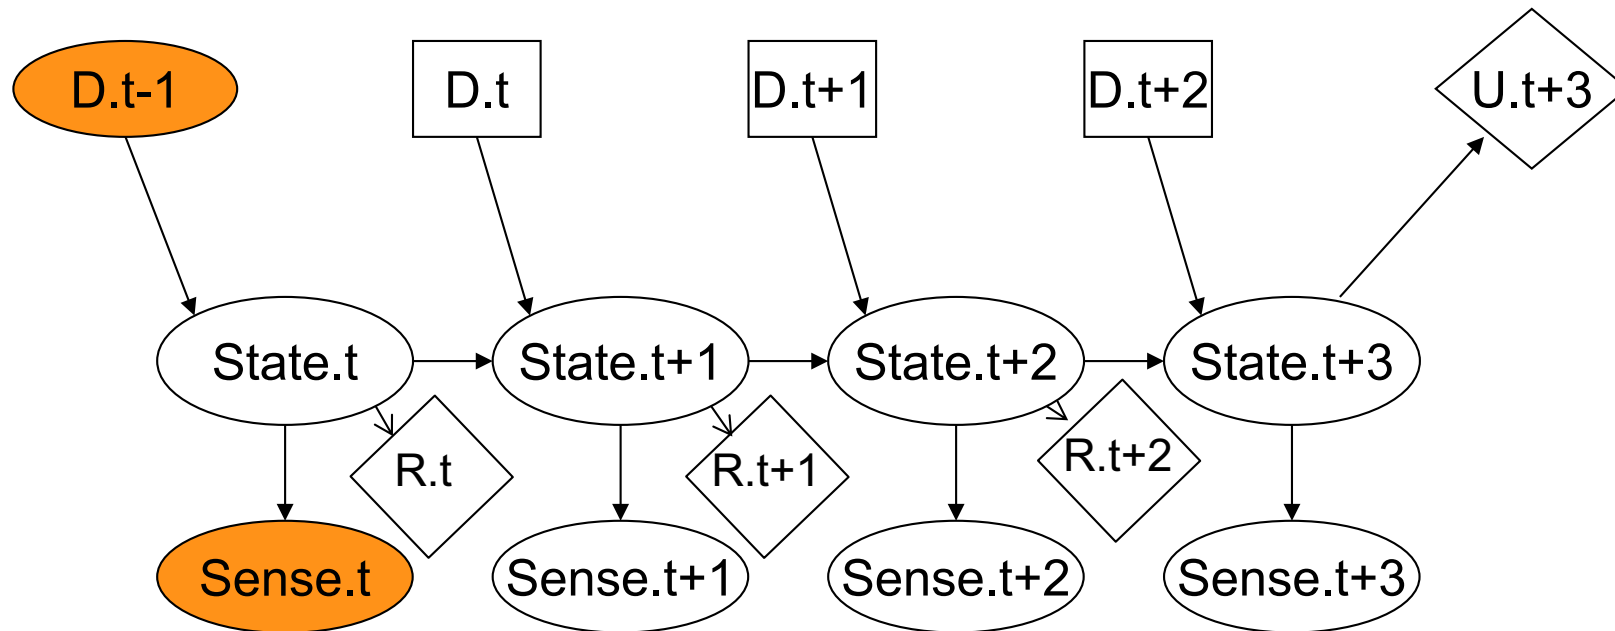 D.t-1
D.t
D.t+1
D.t+2
U.t+3
State.t
State.t+1
State.t+2
State.t+3
R.t
R.t+1
R.t+2
Sense.t
Sense.t+1
Sense.t+2
Sense.t+3